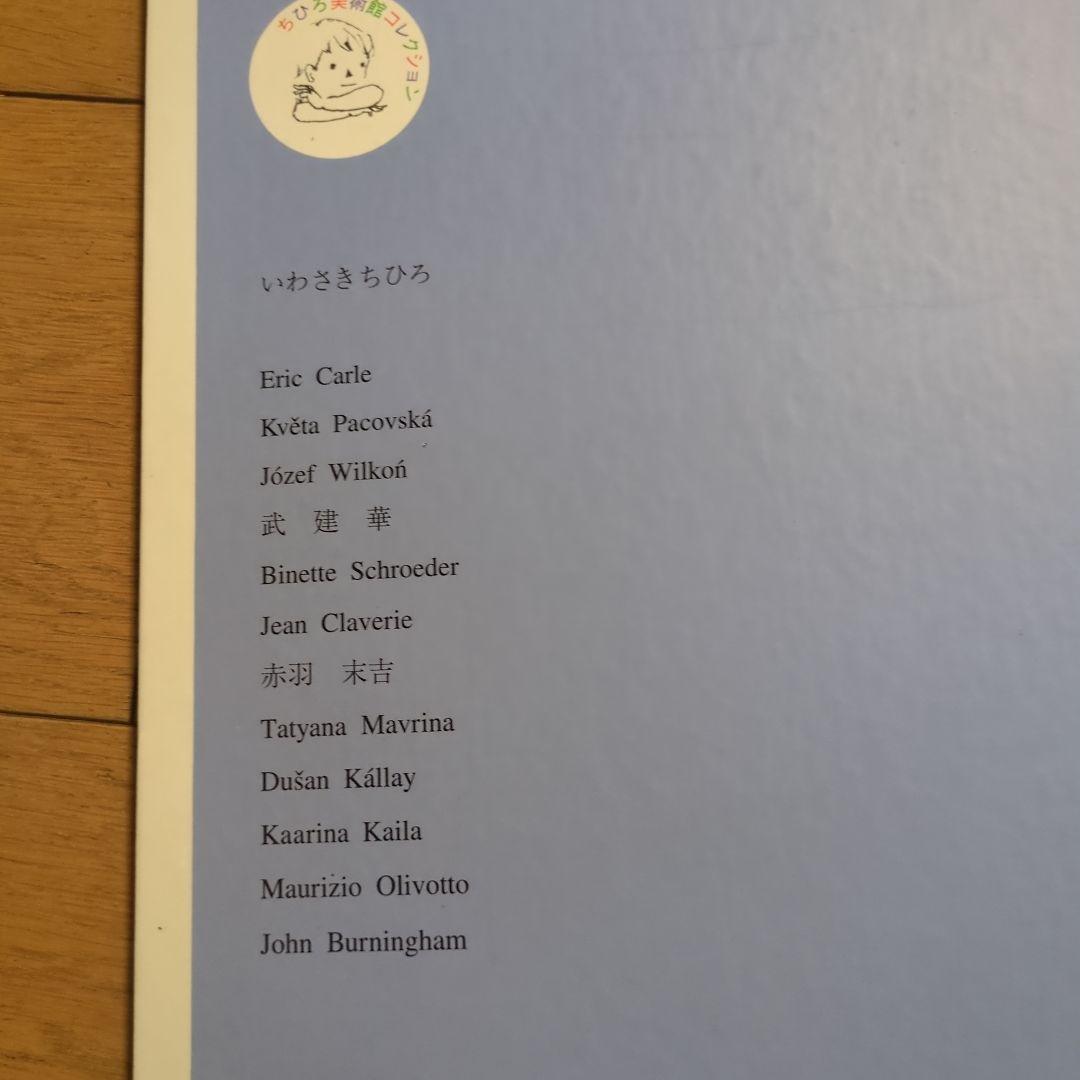 ちひろ美術館コレクション
いわさきちひろ
Eric Carle
Květa Pacovská
Józef Wilkoń
武 建 華
Binette Schroeder
Jean Claverie
赤羽 末吉
Tatyana Mavrina
Dušan Kállay
Kaarina Kaila
Maurizio Olivotto
John Burningham